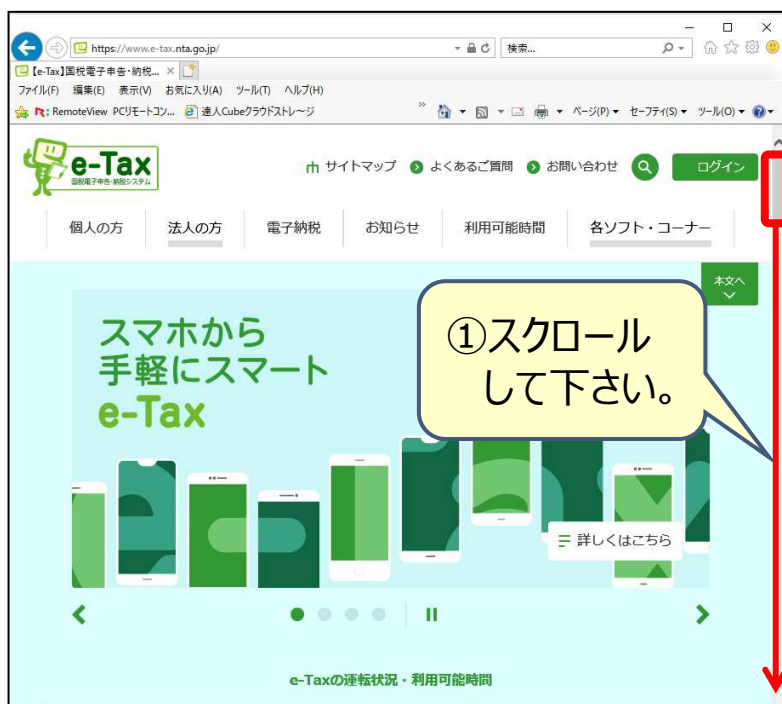 https://www.e-tax.nta.go.jp/
検索...
【e-Tax】国税電子申告・納税...
ファイル(F) 編集(E) 表示(V) お気に入り(A) ツール(T) ヘルプ(H)
RemoteView PCリモートコン... 達人Cubeクラウドストレージ
» ページ(P) セーフティ(S) ツール(O)
e-Tax
国税電子申告・納税システム
サイトマップ よくあるご質問 お問い合わせ ログイン
個人の方 法人の方 電子納税 お知らせ 利用可能時間 各ソフト・コーナー
本文へ
スマホから
手軽にスマート
e-Tax
①スクロール
して下さい。
詳しくはこちら
e-Taxの運転状況・利用可能時間